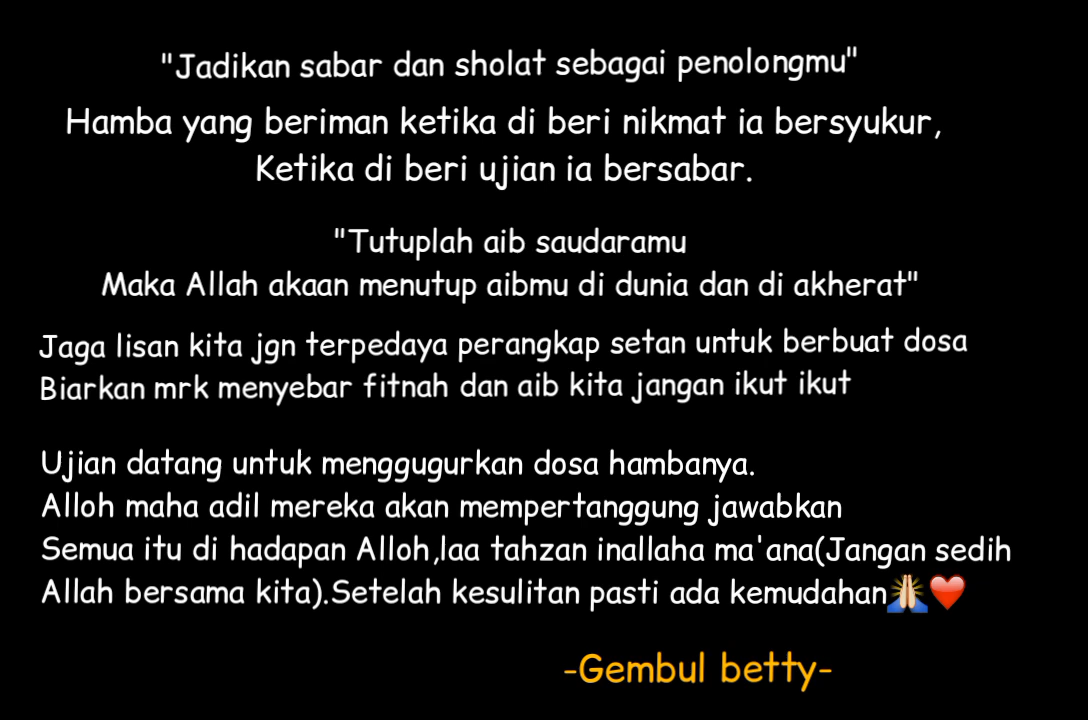 "Jadikan sabar dan sholat sebagai penolongmu"
Hamba yang beriman ketika di beri nikmat ia bersyukur,
Ketika di beri ujian ia bersabar.
"Tutuplah aib saudaramu
Maka Allah akaan menutup aibmu di dunia dan di akherat"
Jaga lisan kita jgn terpedaya perangkap setan untuk berbuat dosa
Biarkan mrk menyebar fitnah dan aib kita jangan ikut ikut
Ujian datang untuk menggugurkan dosa hambanya.
Alloh maha adil mereka akan mempertanggung jawabkan
Semua itu di hadapan Alloh,laa tahzan inallaha ma'ana(Jangan sedih
Allah bersama kita).Setelah kesulitan pasti ada kemudahan🙏❤️
-Gembul betty-